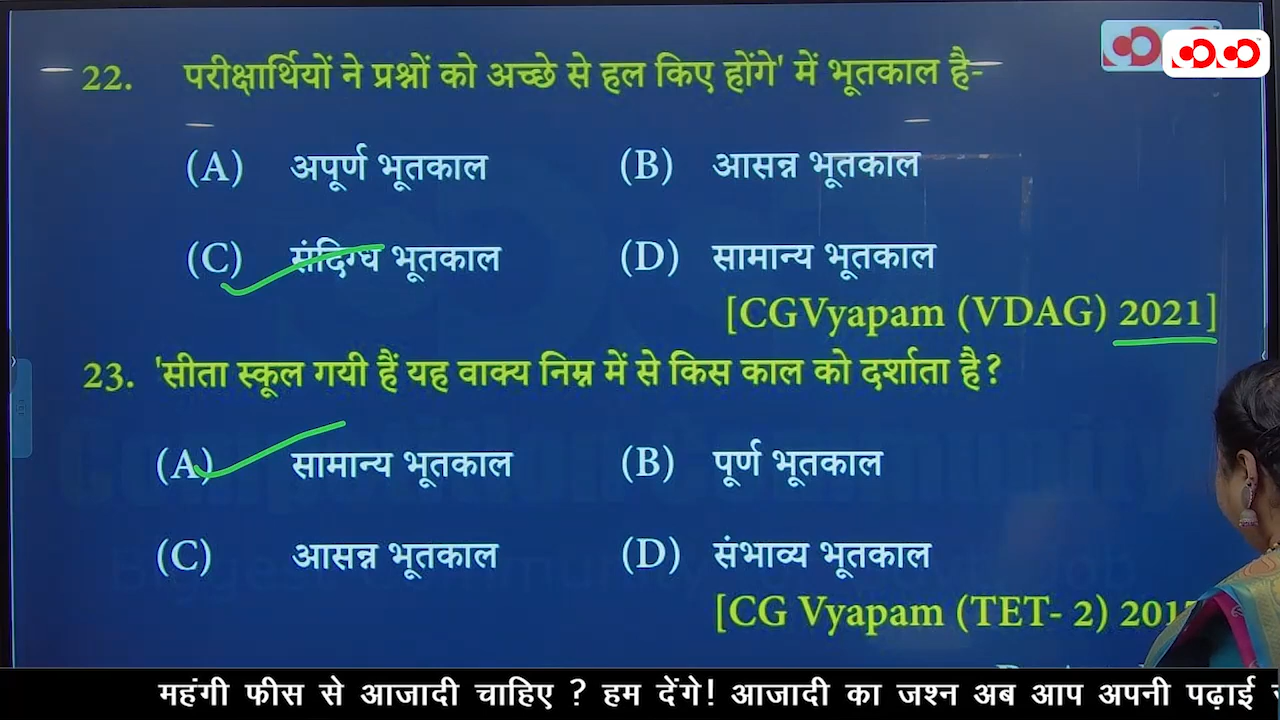 22. परीक्षार्थियों ने प्रश्नों को अच्छे से हल किए होंगे' में भूतकाल है-
(A) अपूर्ण भूतकाल (B) आसन्न भूतकाल
(C) संदिग्ध भूतकाल (D) सामान्य भूतकाल
[CGVyapam (VDAG) 2021]
23. 'सीता स्कूल गयी हैं यह वाक्य निम्न में से किस काल को दर्शाता है?
(A) सामान्य भूतकाल (B) पूर्ण भूतकाल
(C) आसन्न भूतकाल (D) संभाव्य भूतकाल
[CG Vyapam (TET- 2)
महंगी फीस से आजादी चाहिए ? हम देंगे! आजादी का जश्न अब आप अपनी पढ़ाई